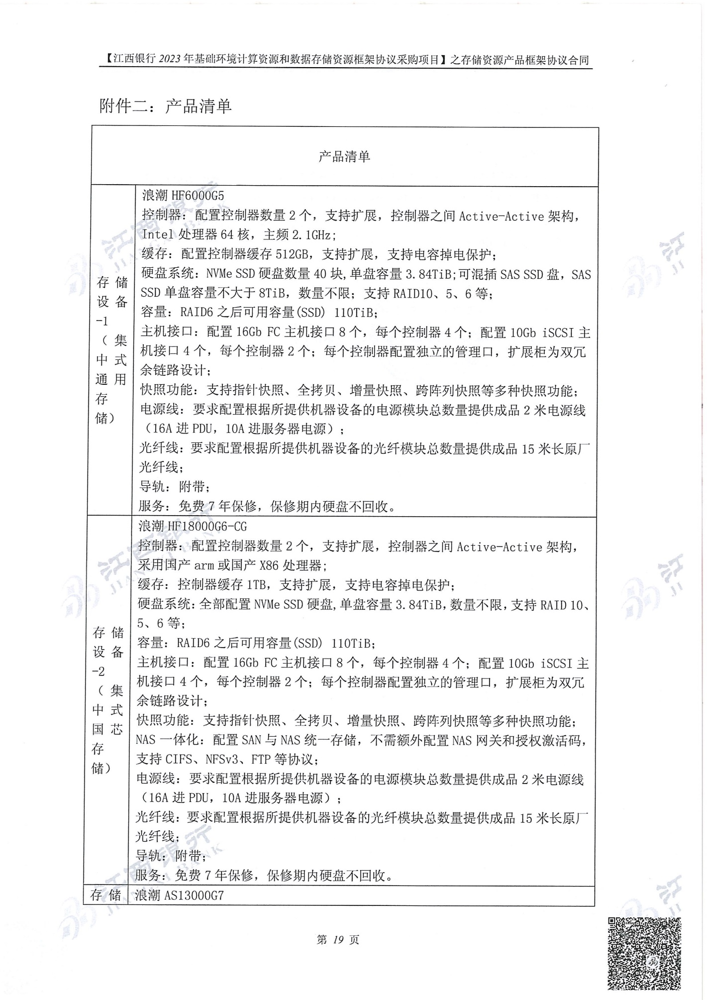 【江西银行 2023 年基础环境计算资源和数据存储资源框架协议采购项目】之存储资源产品框架协议合同
附件二：产品清单
产品清单
存储
设备
-1
（集
中式
通用
存
储）
浪潮 HF6000G5
控制器：配置控制器数量 2 个，支持扩展，控制器之间 Active-Active 架构，
Intel 处理器 64 核，主频 2.1GHz;
缓存：配置控制器缓存 512GB，支持扩展，支持电容掉电保护；
硬盘系统：NVMe SSD 硬盘数量 40 块,单盘容量 3.84TiB;可混插 SAS SSD 盘，SAS
SSD 单盘容量不大于 8TiB，数量不限；支持 RAID10、5、6 等；
容量：RAID6 之后可用容量(SSD) 110TiB；
主机接口：配置 16Gb FC 主机接口 8 个，每个控制器 4 个；配置 10Gb iSCSI 主
机接口 4 个，每个控制器 2 个；每个控制器配置独立的管理口，扩展柜为双冗
余链路设计；
快照功能：支持指针快照、全拷贝、增量快照、跨阵列快照等多种快照功能；
电源线：要求配置根据所提供机器设备的电源模块总数量提供成品 2 米电源线
（16A 进 PDU，10A 进服务器电源）；
光纤线：要求配置根据所提供机器设备的光纤模块总数量提供成品 15 米长原厂
光纤线；
导轨：附带；
服务：免费 7 年保修，保修期内硬盘不回收。
存储
设备
-2
（集
中式
国芯
存
储）
浪潮 HF18000G6-CG
控制器：配置控制器数量 2 个，支持扩展，控制器之间 Active-Active 架构，
采用国产 arm 或国产 X86 处理器；
缓存：控制器缓存 1TB，支持扩展，支持电容掉电保护；
硬盘系统：全部配置 NVMe SSD 硬盘,单盘容量 3.84TiB,数量不限,支持 RAID 10、
5、6 等；
容量：RAID6 之后可用容量(SSD) 110TiB；
主机接口：配置 16Gb FC 主机接口 8 个，每个控制器 4 个；配置 10Gb iSCSI 主
机接口 4 个，每个控制器 2 个；每个控制器配置独立的管理口，扩展柜为双冗
余链路设计；
快照功能：支持指针快照、全拷贝、增量快照、跨阵列快照等多种快照功能；
NAS 一体化：配置 SAN 与 NAS 统一存储，不需额外配置 NAS 网关和授权激活码，
支持 CIFS、NFSv3、FTP 等协议；
电源线：要求配置根据所提供机器设备的电源模块总数量提供成品 2 米电源线
（16A 进 PDU，10A 进服务器电源）；
光纤线：要求配置根据所提供机器设备的光纤模块总数量提供成品 15 米长原厂
光纤线；
导轨：附带；
服务：免费 7 年保修，保修期内硬盘不回收。
存储
浪潮 AS13000G7
第 19 页
江西银行
JIANGXI BANK
江西银行
JIANGXI BANK
江西银行
JIANGXI BANK
江
JI
江
JI
江
JI